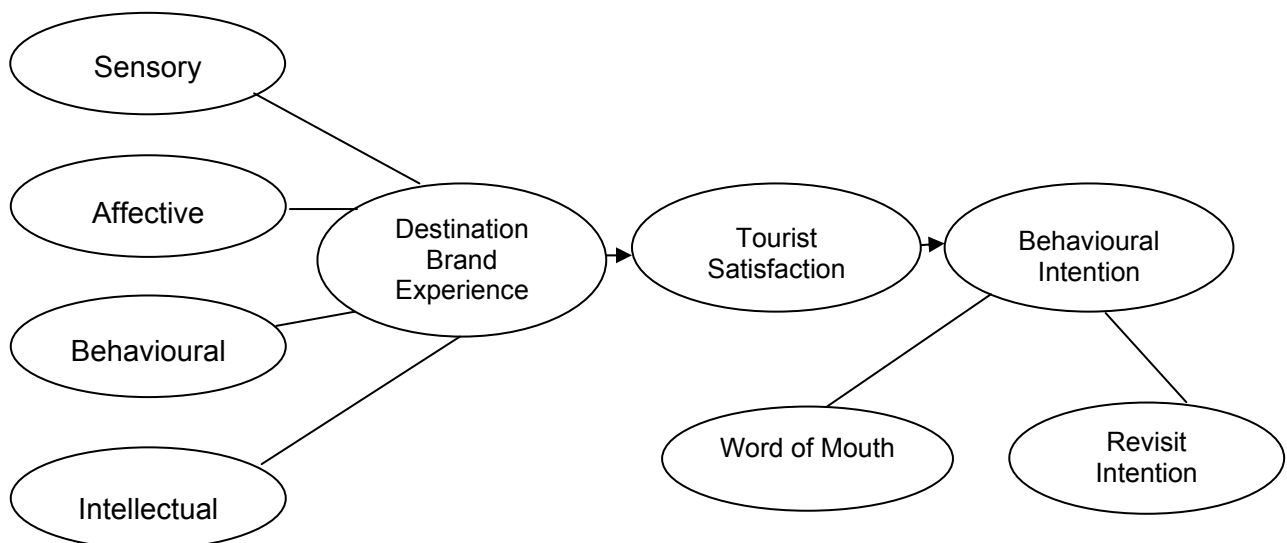 Sensory
Affective
Behavioural
Intellectual
Destination
Brand
Experience
Tourist
Satisfaction
Behavioural
Intention
Word of Mouth
Revisit
Intention